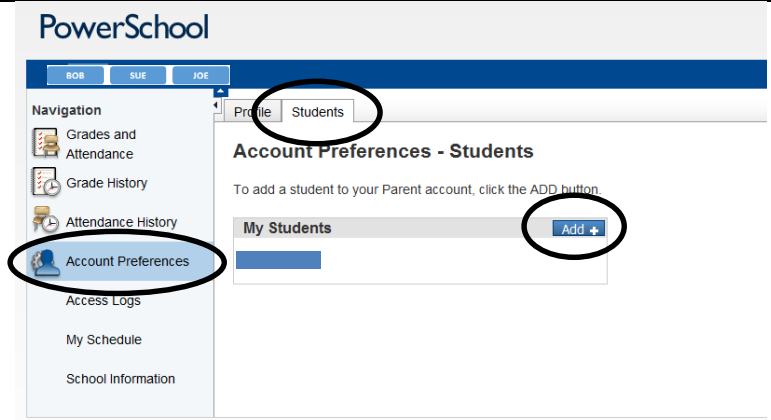 PowerSchool
BOB SUE JOE
Navigation
Grades and
Attendance
Grade History
Attendance History
Account Preferences
Access Logs
My Schedule
School Information
Profile Students
Account Preferences - Students
To add a student to your Parent account, click the ADD button.
My Students Add +